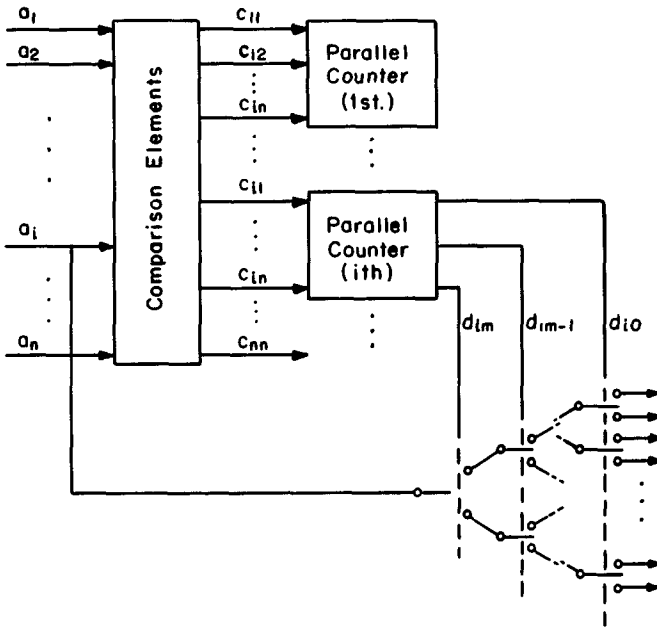 a1
c11
a2
c12
Parallel
Counter
(1st.)
c1n
Comparison Elements
ci1
ai
Parallel
Counter
(ith)
cin
an
cnn
dim
dim-1
di0